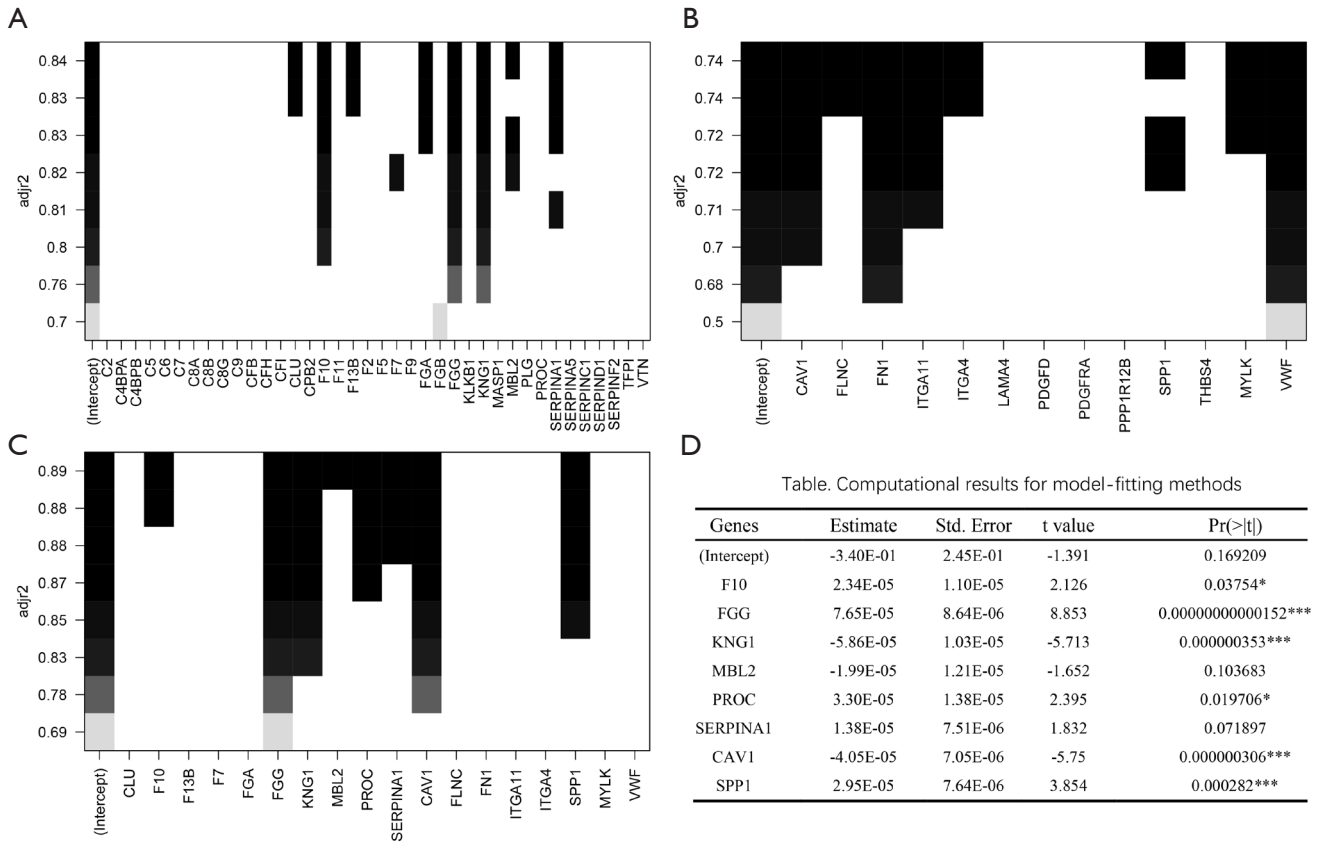 A
adjr2
0.84
0.83
0.83
0.82
0.81
0.8
0.76
0.7
(Intercept)
C2
C4BPA
C4BPB
C5
C6
C7
C8A
C8B
C8G
C9
CFB
CFH
CFI
CLU
CPB2
F10
F11
F13B
F2
F5
F7
F9
FGA
FGB
FGG
KLKB1
KNG1
MASP1
MBL2
PLG
PROC
SERPINA1
SERPINA5
SERPINC1
SERPIND1
SERPINF2
TFPI
VTN
B
adjr2
0.74
0.74
0.72
0.72
0.71
0.7
0.68
0.5
(Intercept)
CAV1
FLNC
FN1
ITGA11
ITGA4
LAMA4
PDGFD
PDGFRA
PPP1R12B
SPP1
THBS4
MYLK
VWF
C
adjr2
0.89
0.88
0.88
0.87
0.85
0.83
0.78
0.69
(Intercept)
CLU
F10
F13B
F7
FGA
FGG
KNG1
MBL2
PROC
SERPINA1
CAV1
FLNC
FN1
ITGA11
ITGA4
SPP1
MYLK
VWF
D
Table. Computational results for model-fitting methods
Genes Estimate Std. Error t value Pr(>|t|)
(Intercept) -3.40E-01 2.45E-01 -1.391 0.169209
F10 2.34E-05 1.10E-05 2.126 0.03754*
FGG 7.65E-05 8.64E-06 8.853 0.00000000000152***
KNG1 -5.86E-05 1.03E-05 -5.713 0.000000353***
MBL2 -1.99E-05 1.21E-05 -1.652 0.103683
PROC 3.30E-05 1.38E-05 2.395 0.019706*
SERPINA1 1.38E-05 7.51E-06 1.832 0.071897
CAV1 -4.05E-05 7.05E-06 -5.75 0.000000306***
SPP1 2.95E-05 7.64E-06 3.854 0.000282***